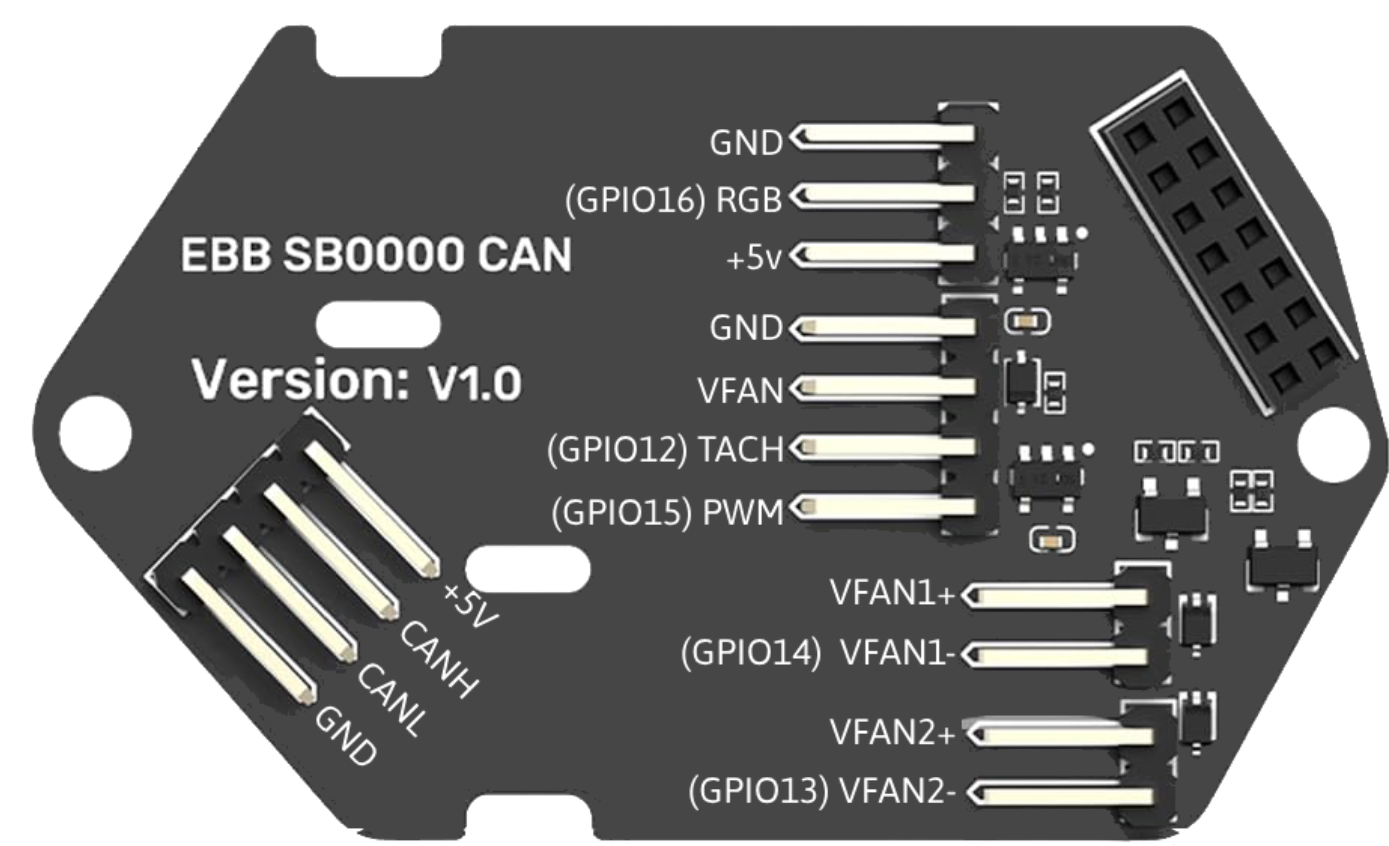 EBB SB0000 CAN
Version: V1.0
GND
(GPIO16) RGB
+5v
GND
VFAN
(GPIO12) TACH
(GPIO15) PWM
VFAN1+
(GPIO14) VFAN1-
VFAN2+
(GPIO13) VFAN2-
+5V
CANH
CANL
GND